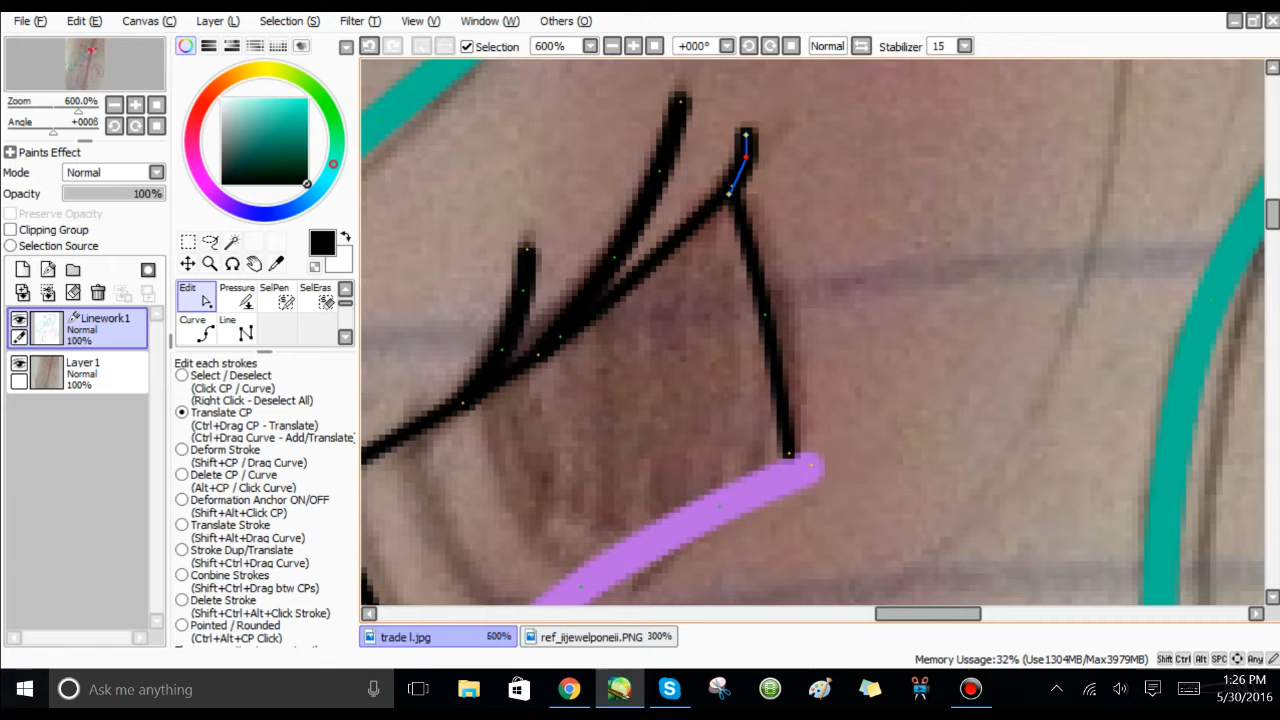 File (F) Edit (E) Canvas (C) Layer (L) Selection (S) Filter (T) View (V) Window (W) Others (O)
Selection 600% +000° Normal Stabilizer 15
Zoom 600.0%
Angle +000ß
Paints Effect
Mode Normal
Opacity 100%
Preserve Opacity
Clipping Group
Selection Source
Linework1
Normal
100%
Layer1
Normal
100%
Edit Pressure SelPen SelEras
Curve Line
Edit each strokes
Select / Deselect
(Click CP / Curve)
(Right Click - Deselect All)
Translate CP
(Ctrl+Drag CP - Translate)
(Ctrl+Drag Curve - Add/Translate)
Deform Stroke
(Shift+CP / Drag Curve)
Delete CP / Curve
(Alt+CP / Click Curve)
Deformation Anchor ON/OFF
(Shift+Alt+Click CP)
Translate Stroke
(Shift+Alt+Drag Curve)
Stroke Dup/Translate
(Shift+Ctrl+Drag Curve)
Conbine Strokes
(Shift+Ctrl+Drag btw CPs)
Delete Stroke
(Shift+Ctrl+Alt+Click Stroke)
Pointed / Rounded
(Ctrl+Alt+CP Click)
trade l.jpg 600% ref_iijewelponeii.PNG 300%
Memory Ussage:32% (Use1304MB/Max3979MB) Shift Ctrl Alt SPC Any
Ask me anything
1:26 PM
5/30/2016